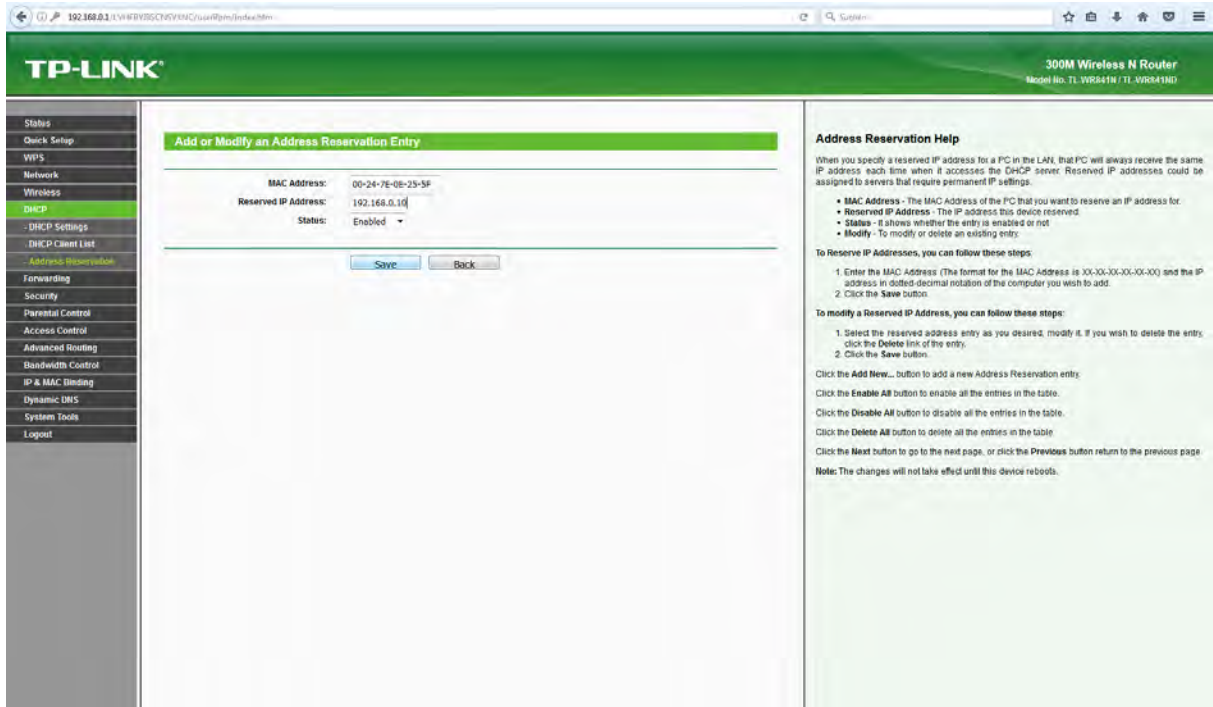 192.168.0.1
TP-LINK®
300M Wireless N Router
Model No. TL-WR841N / TL-WR841ND
Status
Quick Setup
WPS
Network
Wireless
DHCP
- DHCP Settings
- DHCP Client List
- Address Reservation
Forwarding
Security
Parental Control
Access Control
Advanced Routing
Bandwidth Control
IP & MAC Binding
Dynamic DNS
System Tools
Logout
Add or Modify an Address Reservation Entry
MAC Address: 00-24-7E-0B-25-5F
Reserved IP Address: 192.168.0.10
Status: Enabled
Save Back
Address Reservation Help
When you specify a reserved IP address for a PC in the LAN, that PC will always receive the same
IP address each time when it accesses the DHCP server. Reserved IP addresses could be
assigned to servers that require permanent IP settings.
• MAC Address - The MAC Address of the PC that you want to reserve an IP address for.
• Reserved IP Address - The IP address this device reserved.
• Status - It shows whether the entry is enabled or not
• Modify - To modify or delete an existing entry.
To Reserve IP Addresses, you can follow these steps:
1. Enter the MAC Address (The format for the MAC Address is XX-XX-XX-XX-XX-XX) and the IP
address in dotted-decimal notation of the computer you wish to add.
2. Click the Save button.
To modify a Reserved IP Address, you can follow these steps:
1. Select the reserved address entry as you desired, modify it. If you wish to delete the entry,
click the Delete link of the entry.
2. Click the Save button.
Click the Add New... button to add a new Address Reservation entry.
Click the Enable All button to enable all the entries in the table.
Click the Disable All button to disable all the entries in the table.
Click the Delete All button to delete all the entries in the table
Click the Next button to go to the next page, or click the Previous button return to the previous page.
Note: The changes will not take effect until this device reboots.